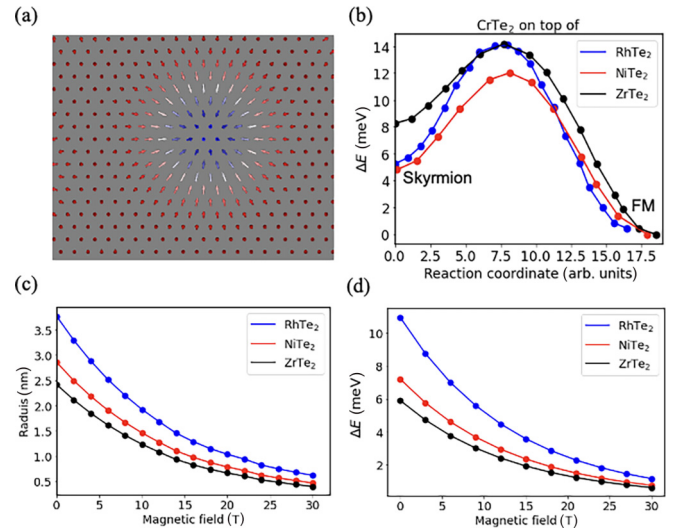 (a)
(b)
CrTe₂ on top of
14
12
10
8
6
4
2
0
ΔE (meV)
RhTe₂
NiTe₂
ZrTe₂
Skyrmion
FM
0.0 2.5 5.0 7.5 10.0 12.5 15.0 17.5
Reaction coordinate (arb. units)
(c)
3.5
3.0
2.5
2.0
1.5
1.0
0.5
Raduis (nm)
RhTe₂
NiTe₂
ZrTe₂
0 5 10 15 20 25 30
Magnetic field (T)
(d)
10
8
6
4
2
ΔE (meV)
RhTe₂
NiTe₂
ZrTe₂
0 5 10 15 20 25 30
Magnetic field (T)